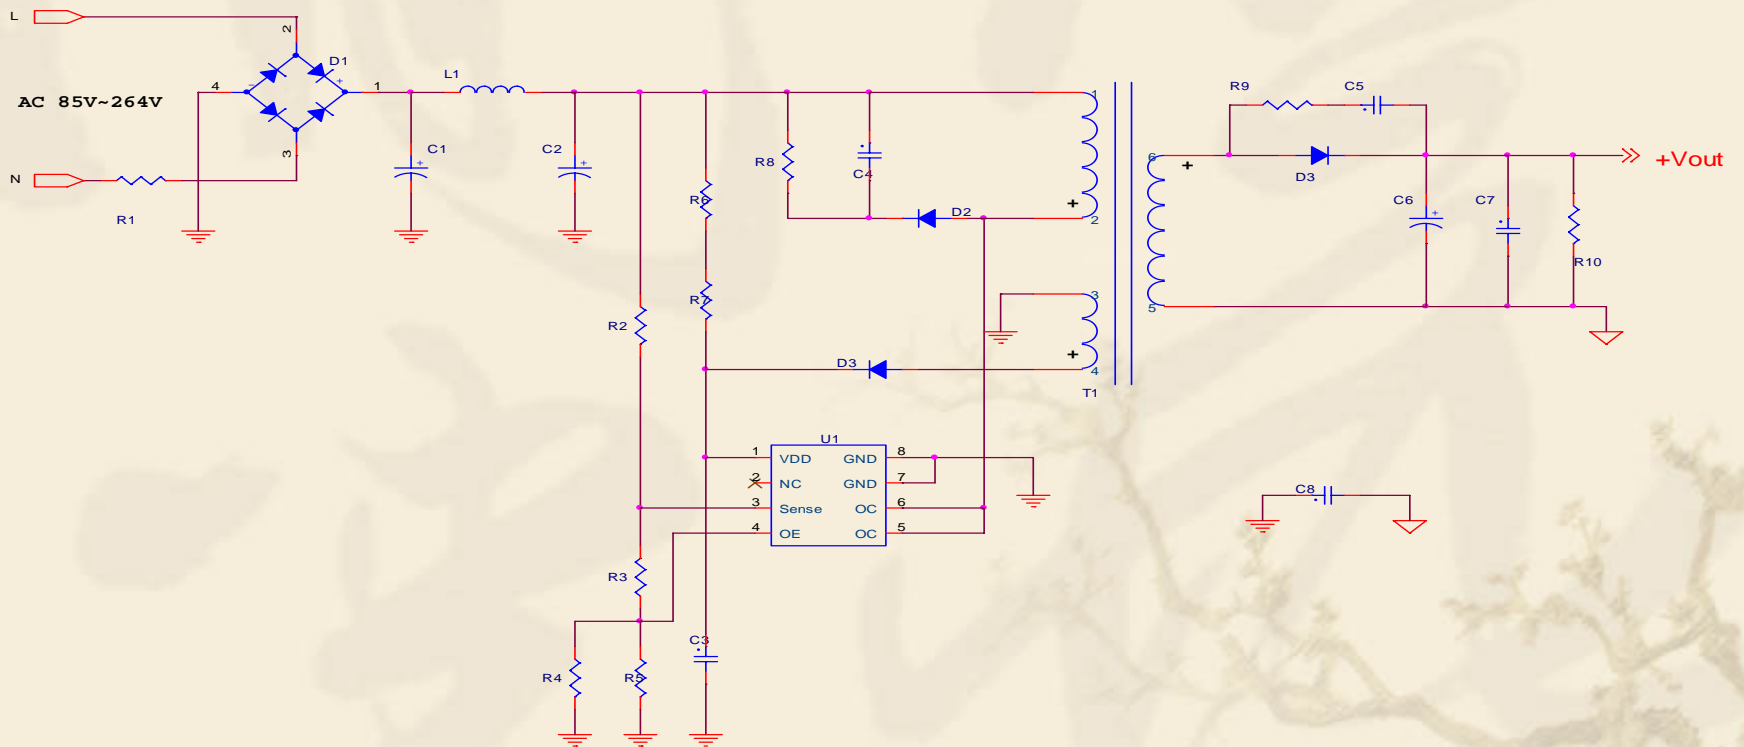 L
2
D1
+
4
-
1
L1
AC 85V~264V
C1
+
C2
+
3
N
R1
R8
C4
R6
D2
1
+
2
R9
C5
6
+
D3
+Vout
C6
+
C7
R10
5
R2
R7
3
D3
+
4
T1
U1
1
VDD
GND
8
2
NC
GND
7
3
Sense
OC
6
4
OE
OC
5
C8
R3
C3
R4
R5